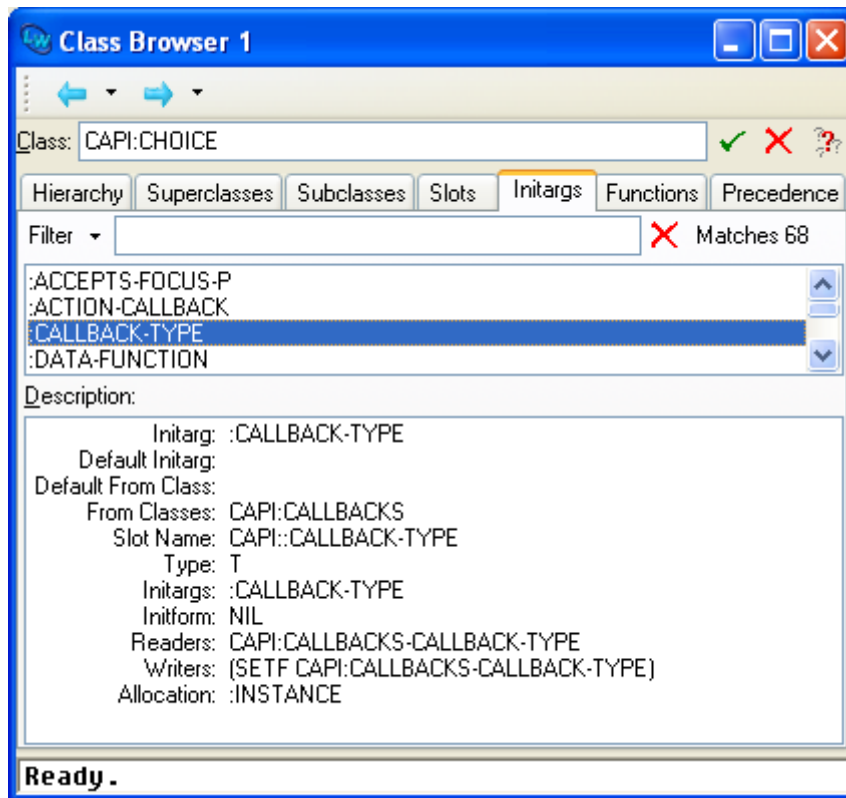 Class Browser 1
Class: CAPI:CHOICE
Hierarchy Superclasses Subclasses Slots Initargs Functions Precedence
Filter Matches 68
:ACCEPTS-FOCUS-P
:ACTION-CALLBACK
:CALLBACK-TYPE
:DATA-FUNCTION
Description:
Initarg: :CALLBACK-TYPE
Default Initarg:
Default From Class:
From Classes: CAPI:CALLBACKS
Slot Name: CAPI::CALLBACK-TYPE
Type: T
Initargs: :CALLBACK-TYPE
Initform: NIL
Readers: CAPI:CALLBACKS-CALLBACK-TYPE
Writers: (SETF CAPI:CALLBACKS-CALLBACK-TYPE)
Allocation: :INSTANCE
Ready.